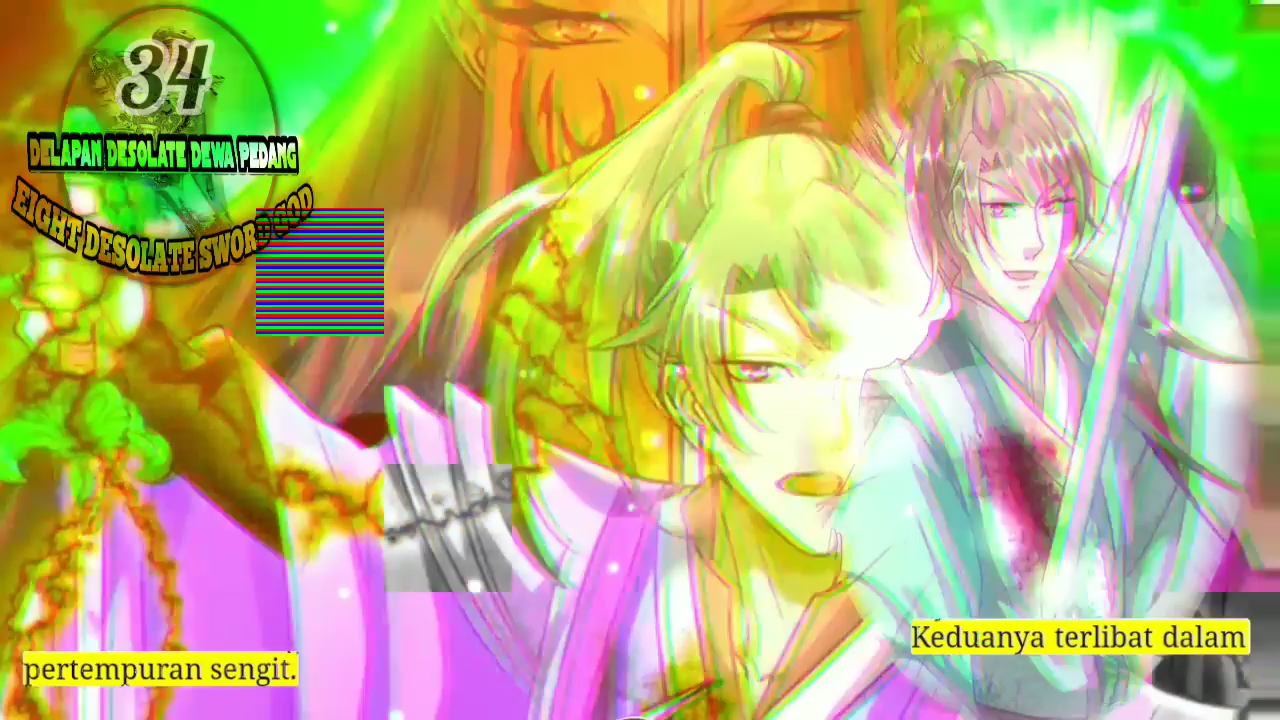 34
DELAPAN DESOLATE DEWA PEDANG
EIGHT DESOLATE SWORD GOD
Keduanya terlibat dalam
pertempuran sengit.